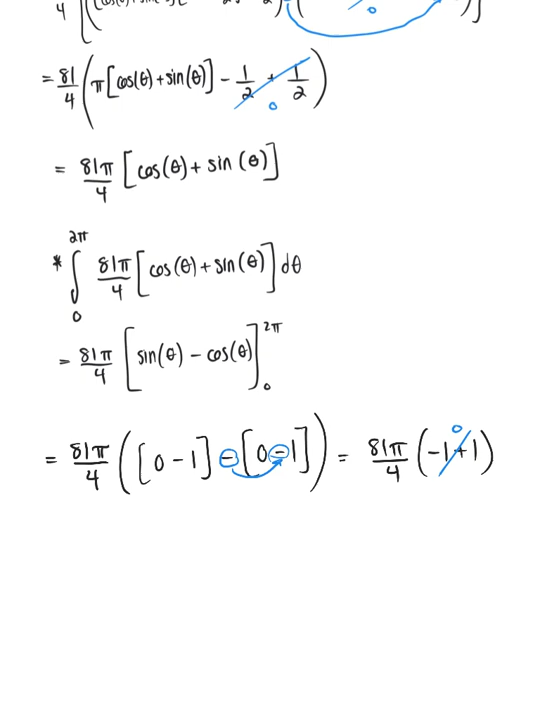 = 81/4 (π[cos(θ) + sin(θ)] - 1/2 + 1/2) 0
= 81π/4 [cos(θ) + sin(θ)]
* ∫₀^2π 81π/4 [cos(θ) + sin(θ)] dθ
= 81π/4 [sin(θ) - cos(θ)]₀^2π
= 81π/4 ([0 - 1] - [0 - 1]) = 81π/4 (-1 + 1) 0